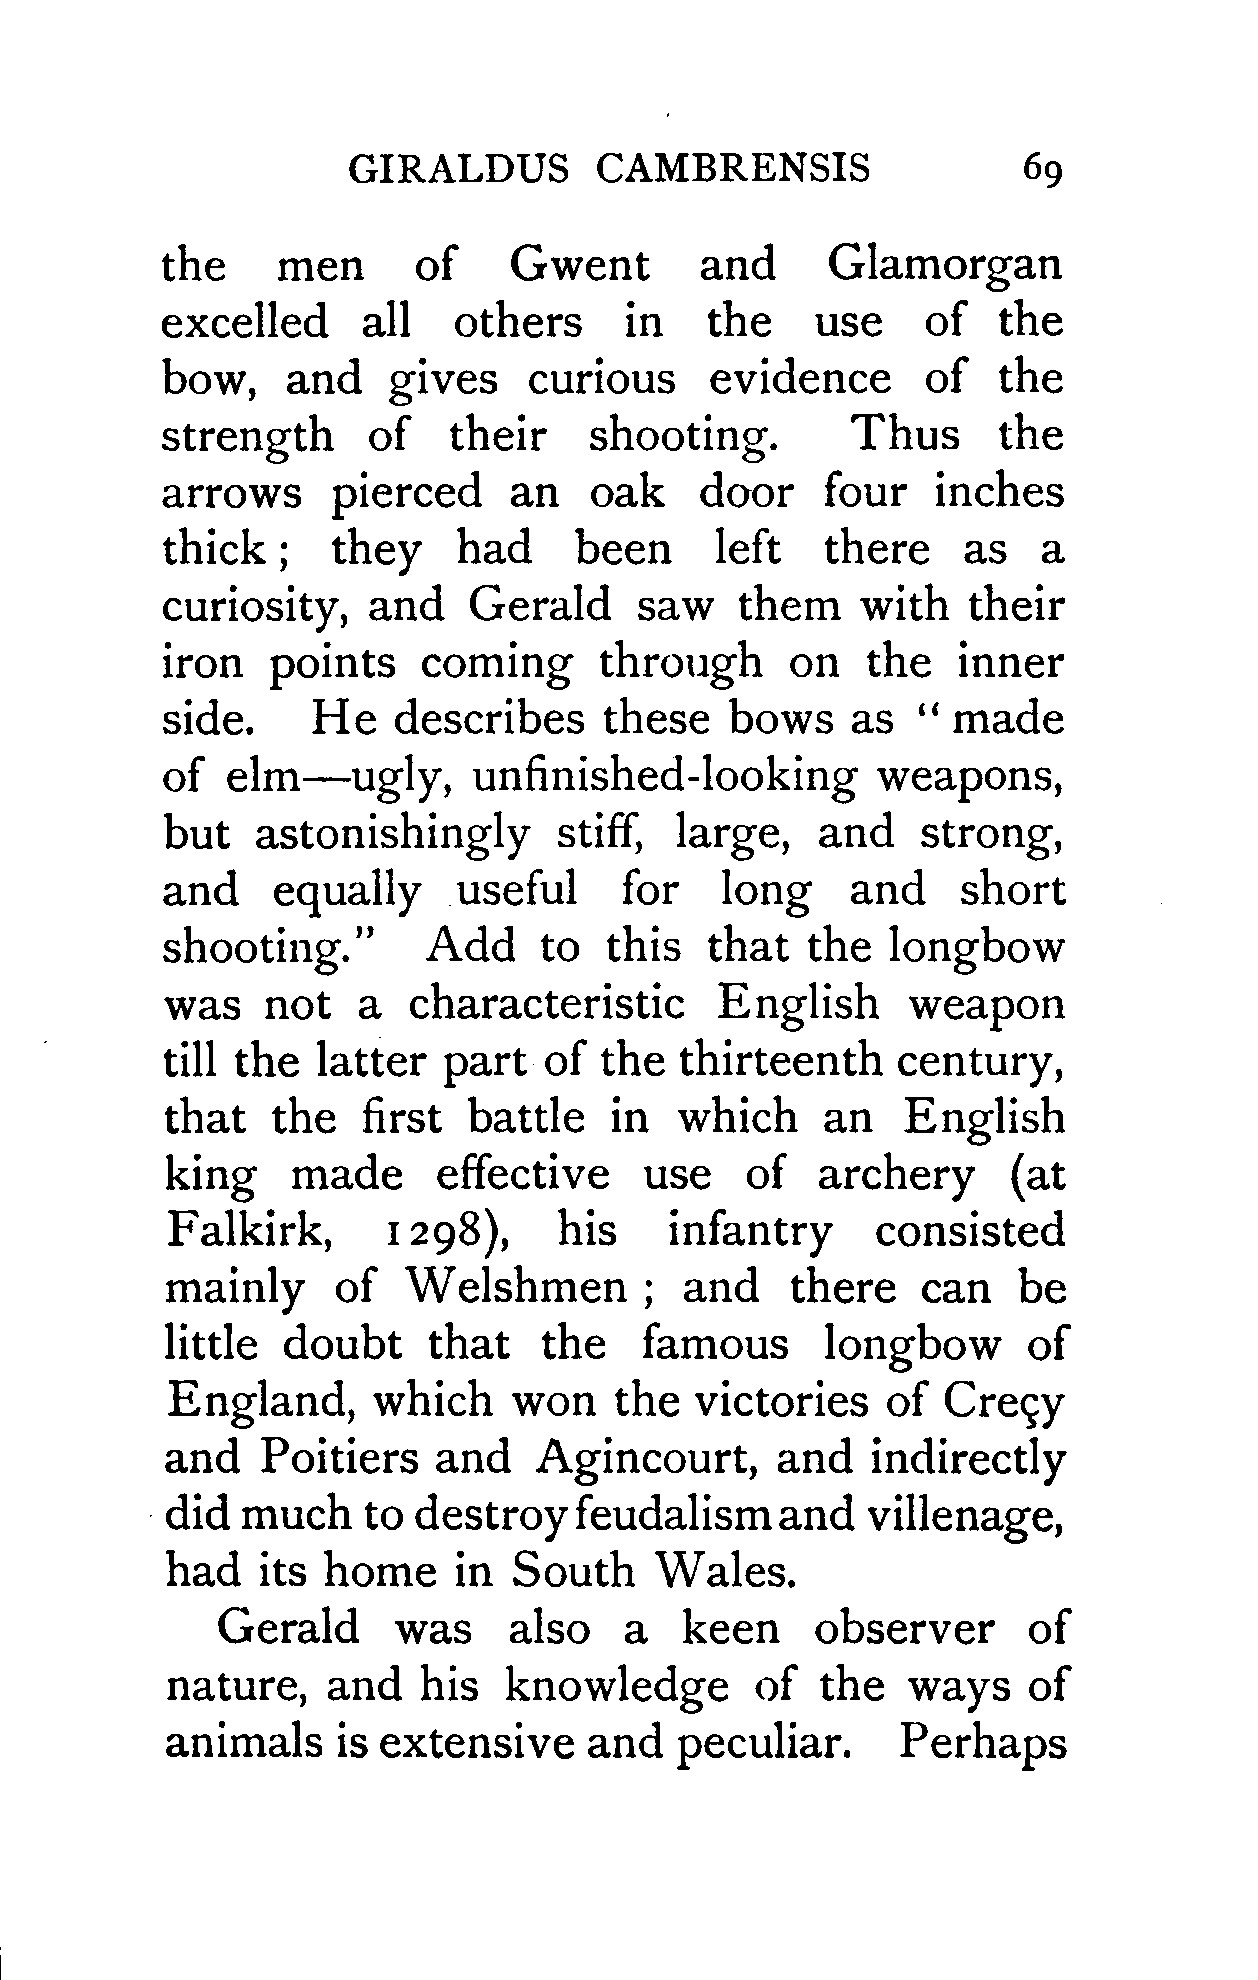 GIRALDUS CAMBRENSIS 69
the men of Gwent and Glamorgan
excelled all others in the use of the
bow, and gives curious evidence of the
strength of their shooting. Thus the
arrows pierced an oak door four inches
thick ; they had been left there as a
curiosity, and Gerald saw them with their
iron points coming through on the inner
side. He describes these bows as “ made
of elm—ugly, unfinished-looking weapons,
but astonishingly stiff, large, and strong,
and equally useful for long and short
shooting.” Add to this that the longbow
was not a characteristic English weapon
till the latter part of the thirteenth century,
that the first battle in which an English
king made effective use of archery (at
Falkirk, 1298), his infantry consisted
mainly of Welshmen ; and there can be
little doubt that the famous longbow of
England, which won the victories of Creçy
and Poitiers and Agincourt, and indirectly
did much to destroy feudalism and villenage,
had its home in South Wales.
Gerald was also a keen observer of
nature, and his knowledge of the ways of
animals is extensive and peculiar. Perhaps